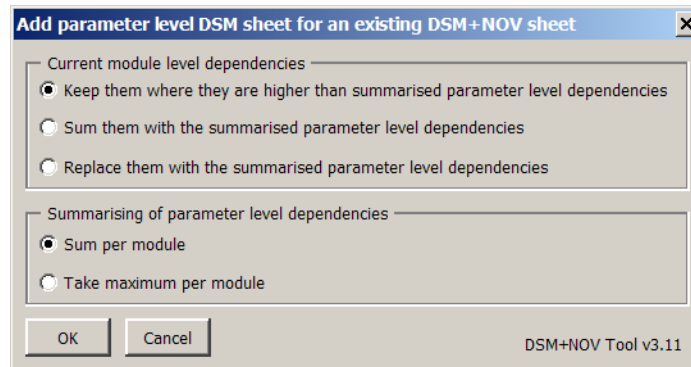 Add parameter level DSM sheet for an existing DSM+NOV sheet
Current module level dependencies
Keep them where they are higher than summarised parameter level dependencies
Sum them with the summarised parameter level dependencies
Replace them with the summarised parameter level dependencies
Summarising of parameter level dependencies
Sum per module
Take maximum per module
OK Cancel
DSM+NOV Tool v3.11